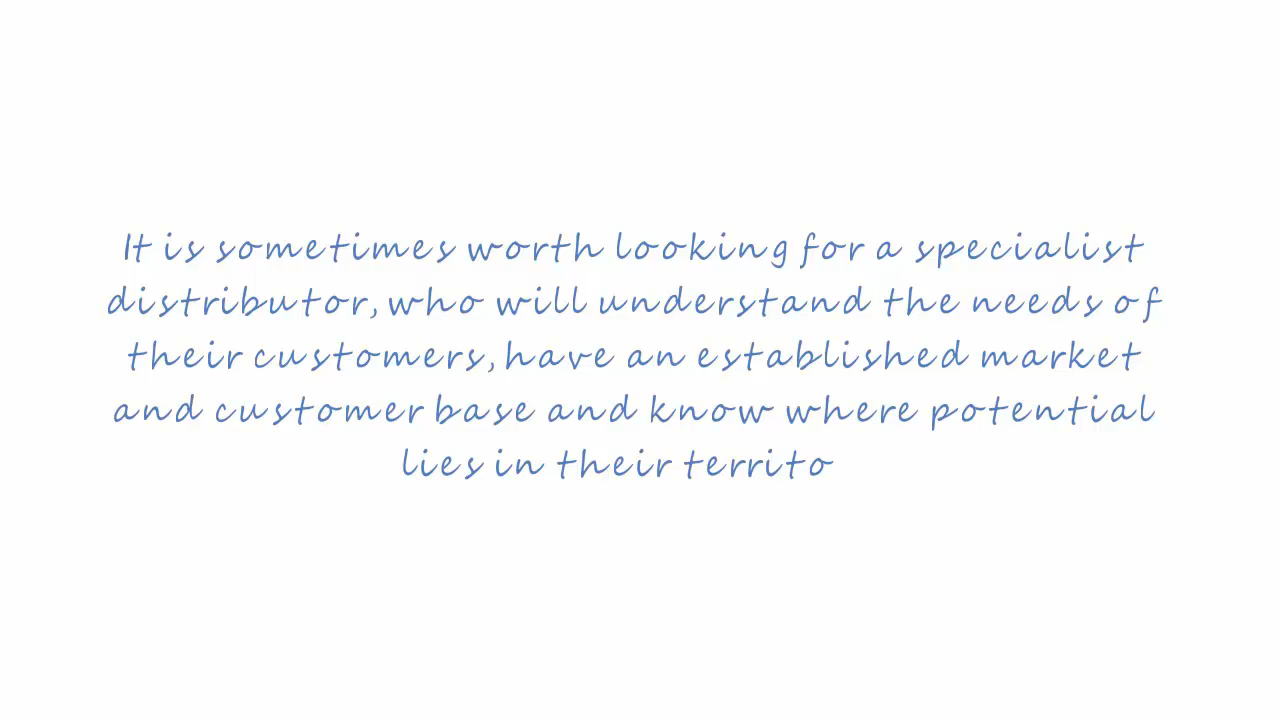 It is sometimes worth looking for a specialist
distributor, who will understand the needs of
their customers, have an established market
and customer base and know where potential
lies in their territo